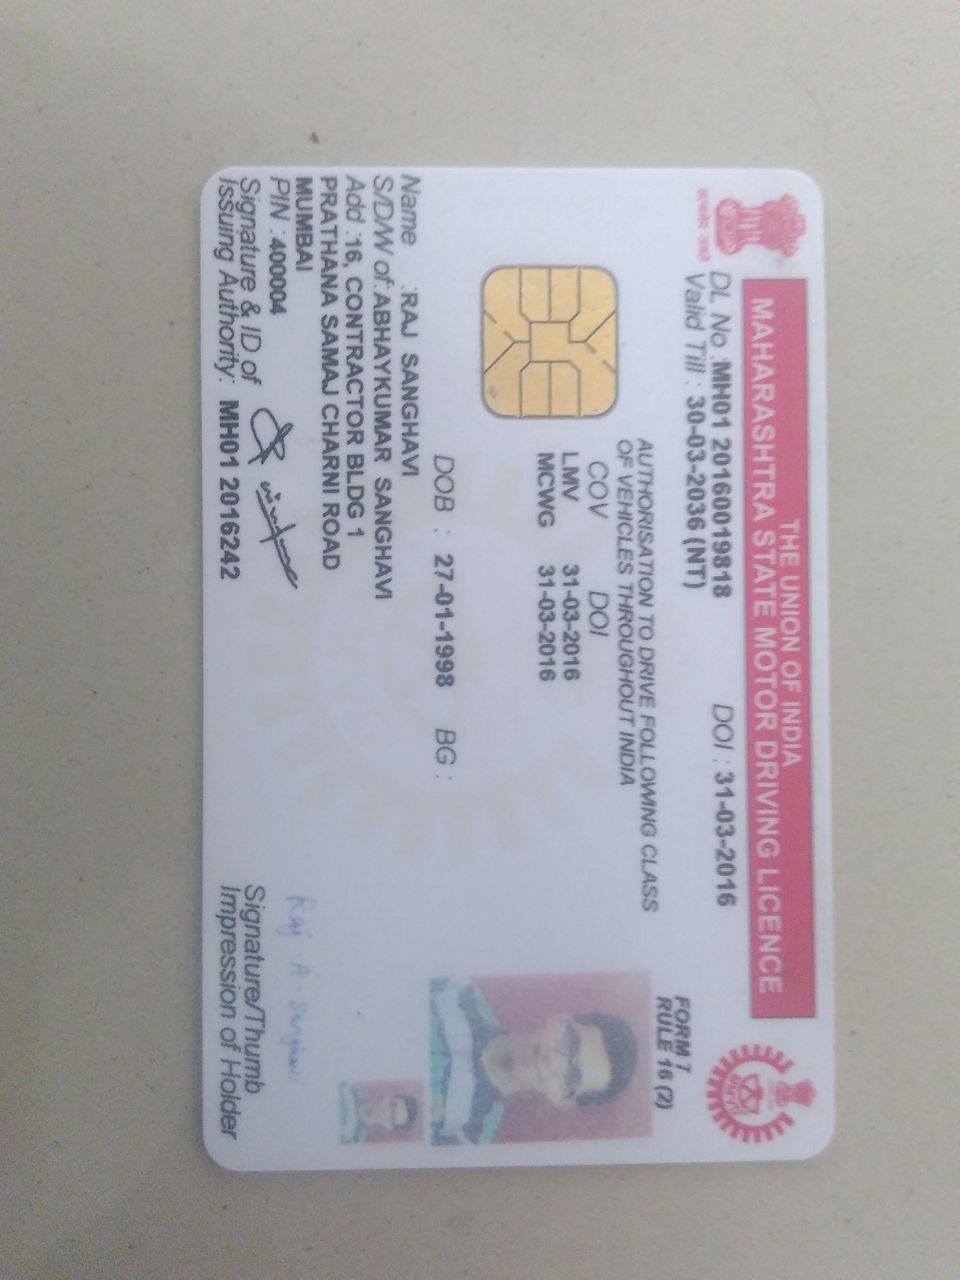 THE UNION OF INDIA
MAHARASHTRA STATE MOTOR DRIVING LICENCE
सत्यमेव जयते
DL No :MH01 20160019818 DOI : 31-03-2016
Valid Till : 30-03-2036 (NT)
FORM 7
RULE 16 (2)
AUTHORISATION TO DRIVE FOLLOWING CLASS
OF VEHICLES THROUGHOUT INDIA
COV DOI
LMV 31-03-2016
MCWG 31-03-2016
DOB : 27-01-1998 BG :
Name :RAJ SANGHAVI
S/D/W of:ABHAYKUMAR SANGHAVI
Add :16, CONTRACTOR BLDG 1
PRATHANA SAMAJ CHARNI ROAD
MUMBAI
PIN :400004
Signature & ID of
Issuing Authority: MH01 2016242
Raj A. Sanghavi
Signature/Thumb
Impression of Holder